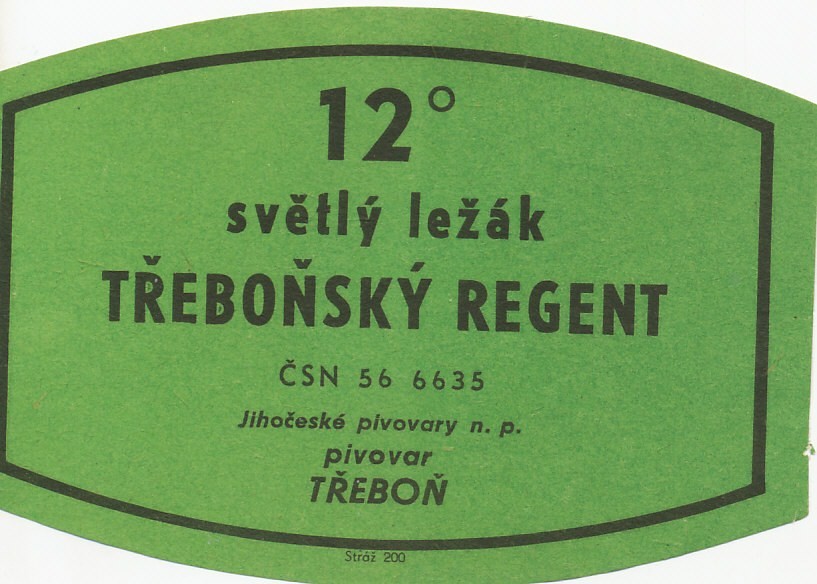 12°
světlý ležák
TŘEBOŇSKÝ REGENT
ČSN 56 6635
Jihočeské pivovary n. p.
pivovar
TŘEBOŇ
Stráž 200